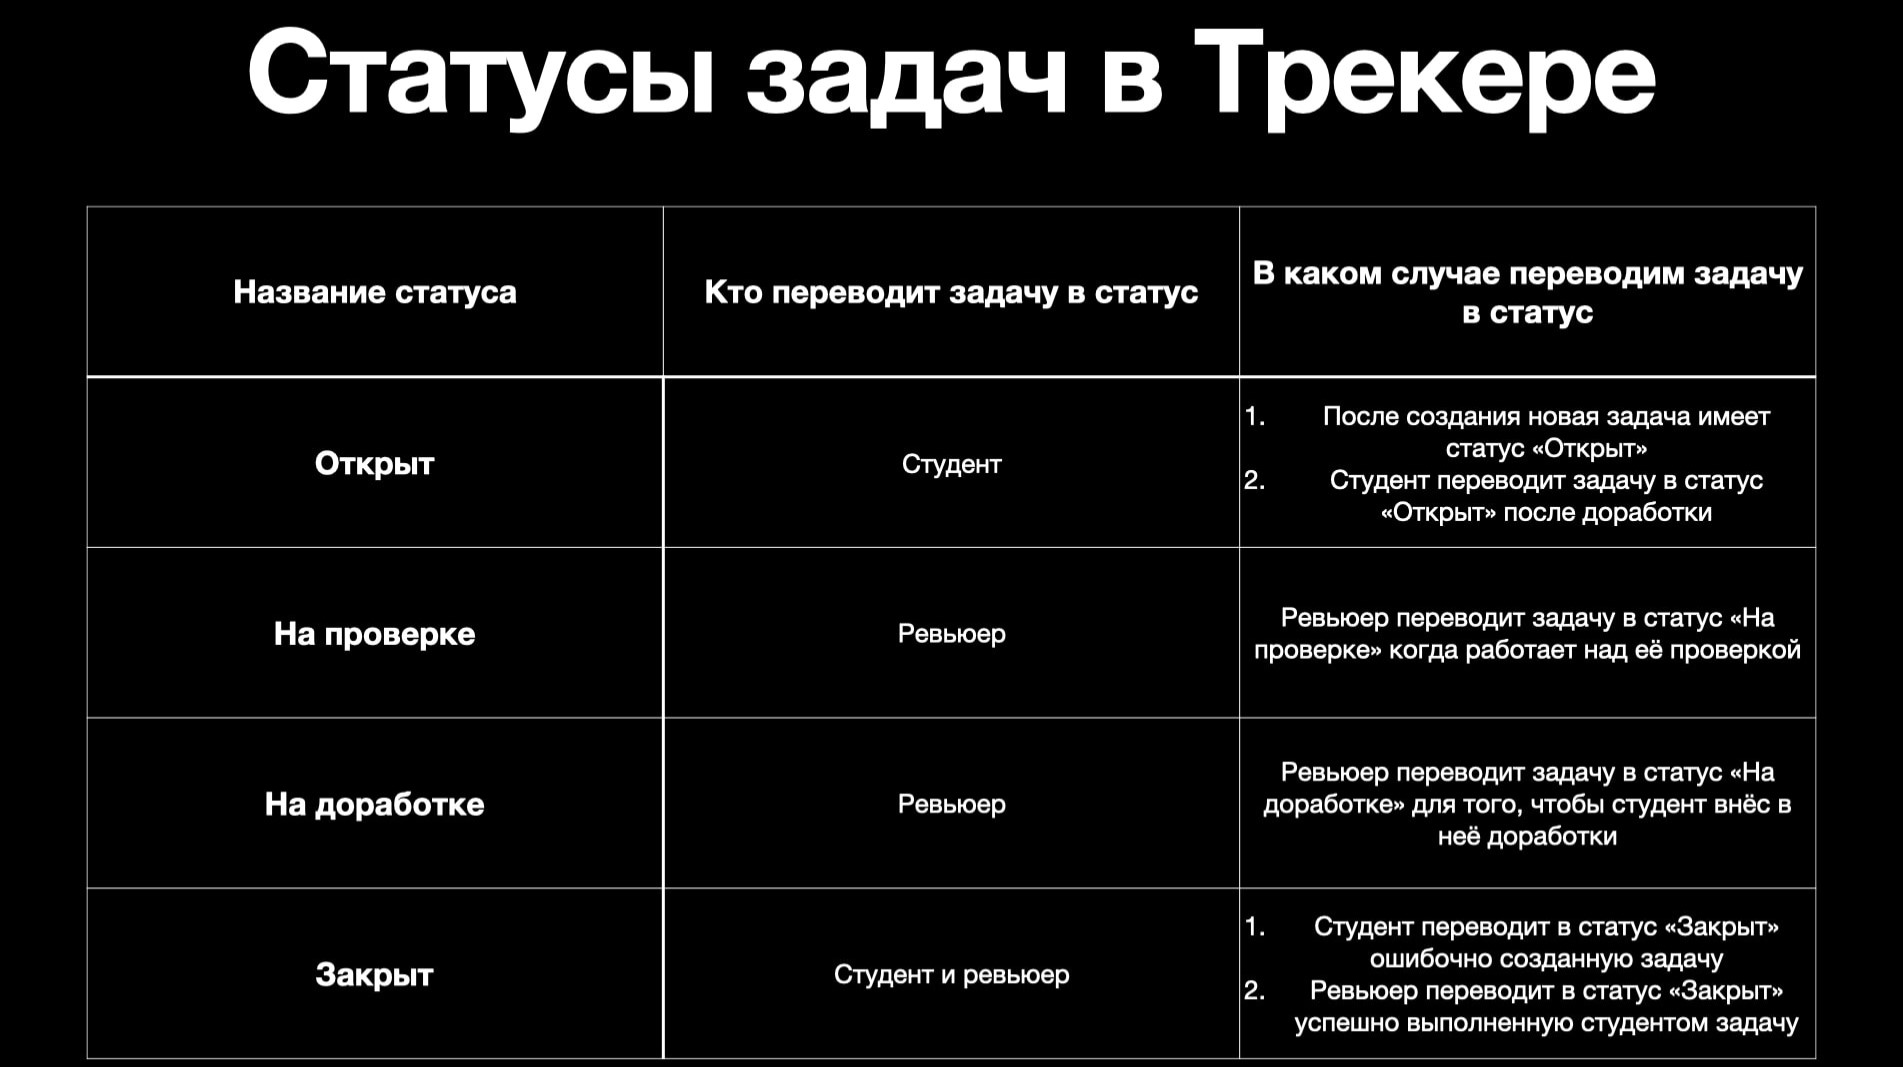 Статусы задач в Трекере
Название статуса
Кто переводит задачу в статус
В каком случае переводим задачу
в статус
Открыт
Студент
1. После создания новая задача имеет
статус «Открыт»
2. Студент переводит задачу в статус
«Открыт» после доработки
На проверке
Ревьюер
Ревьюер переводит задачу в статус «На
проверке» когда работает над её проверкой
На доработке
Ревьюер
Ревьюер переводит задачу в статус «На
доработке» для того, чтобы студент внёс в
неё доработки
Закрыт
Студент и ревьюер
1. Студент переводит в статус «Закрыт»
ошибочно созданную задачу
2. Ревьюер переводит в статус «Закрыт»
успешно выполненную студентом задачу